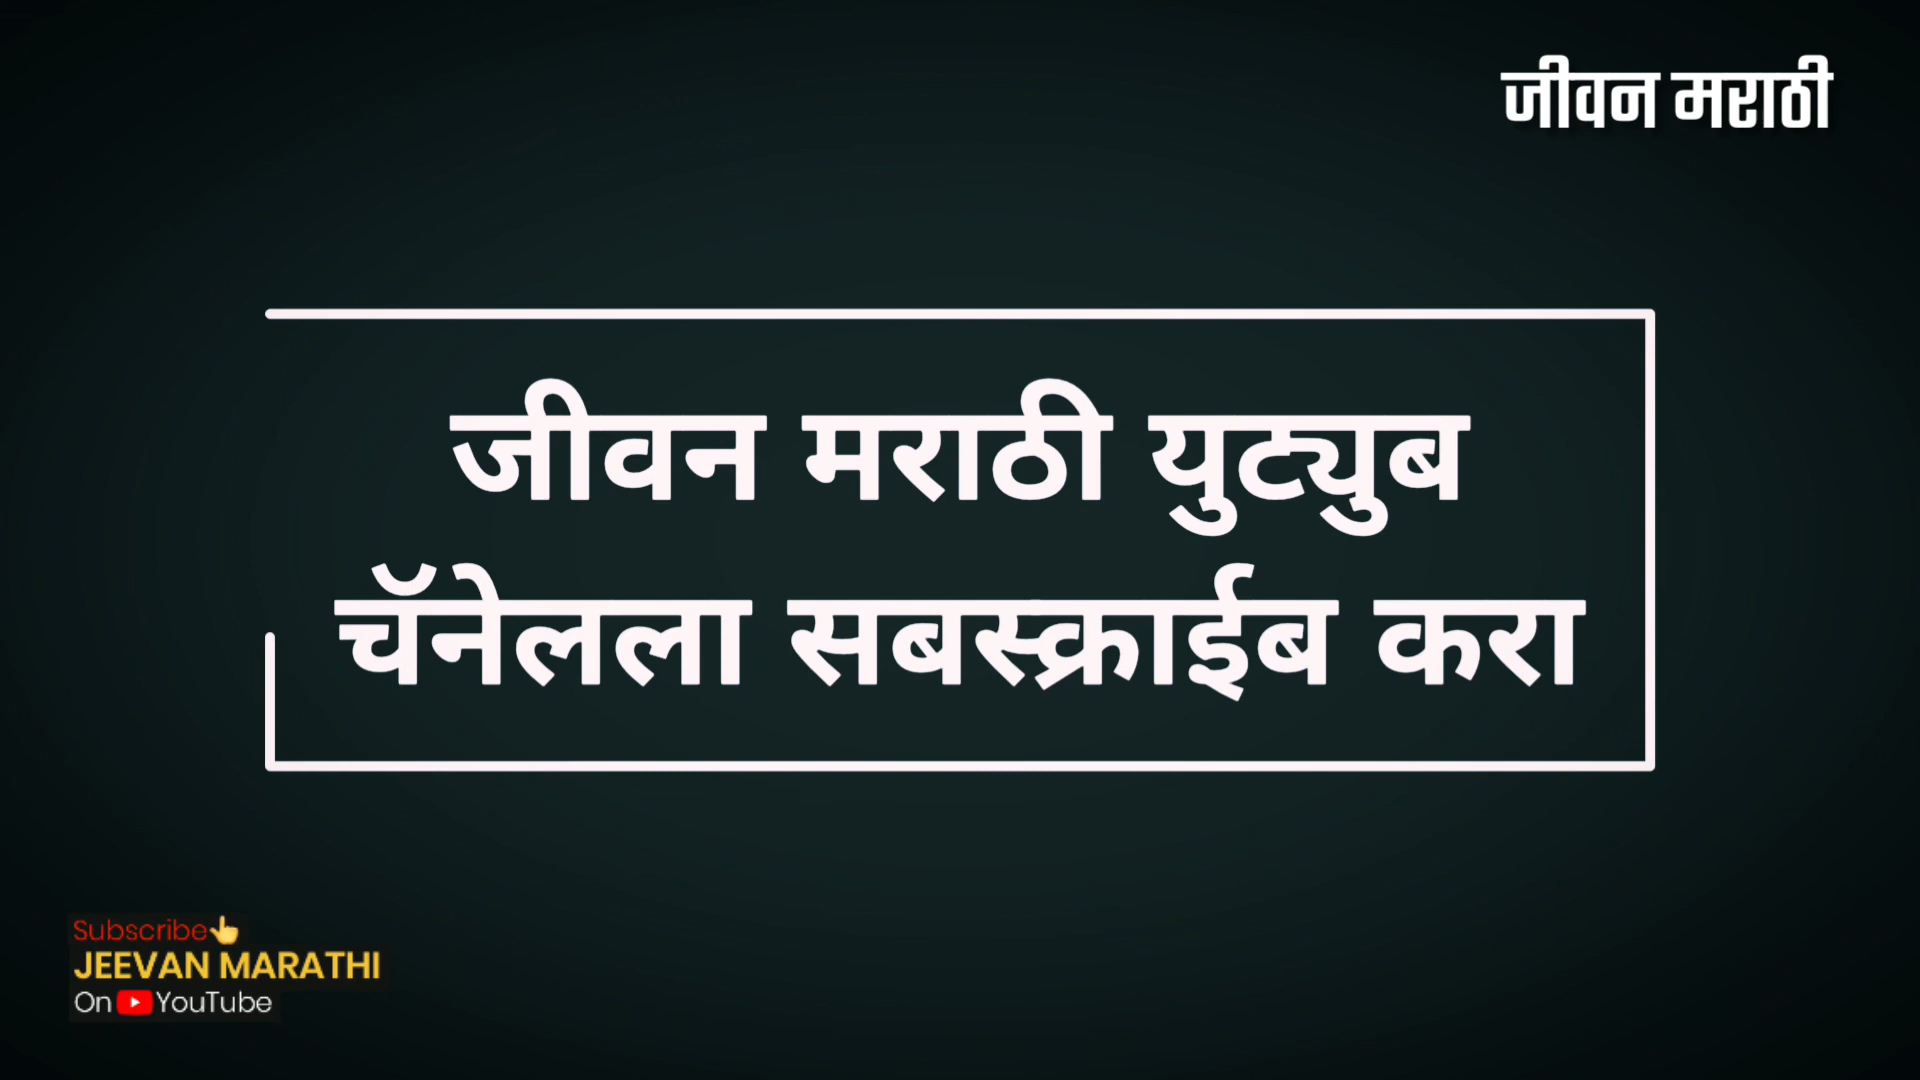 जीवन मराठी
जीवन मराठी युट्युब
चॅनेलला सबस्क्राईब करा
Subscribe👆
JEEVAN MARATHI
On YouTube